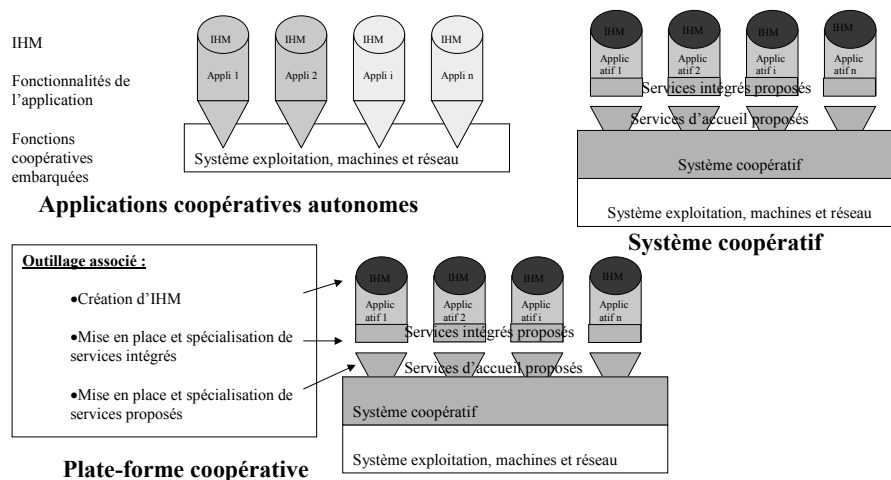 IHM
Fonctionnalités de
l'application
Fonctions
coopératives
embarquées
IHM
IHM
IHM
IHM
Appli 1
Appli 2
Appli i
Appli n
Système exploitation, machines et réseau
Applications coopératives autonomes
IHM
IHM
IHM
IHM
Applic
atif 1
Applic
atif 2
Applic
atif i
Applic
atif n
Services intégrés proposés
Services d'accueil proposés
Système coopératif
Système exploitation, machines et réseau
Système coopératif
Outillage associé :
•Création d'IHM
•Mise en place et spécialisation de
services intégrés
•Mise en place et spécialisation de
services proposés
IHM
IHM
IHM
IHM
Applic
atif 1
Applic
atif 2
Applic
atif i
Applic
atif n
Services intégrés proposés
Services d'accueil proposés
Système coopératif
Système exploitation, machines et réseau
Plate-forme coopérative